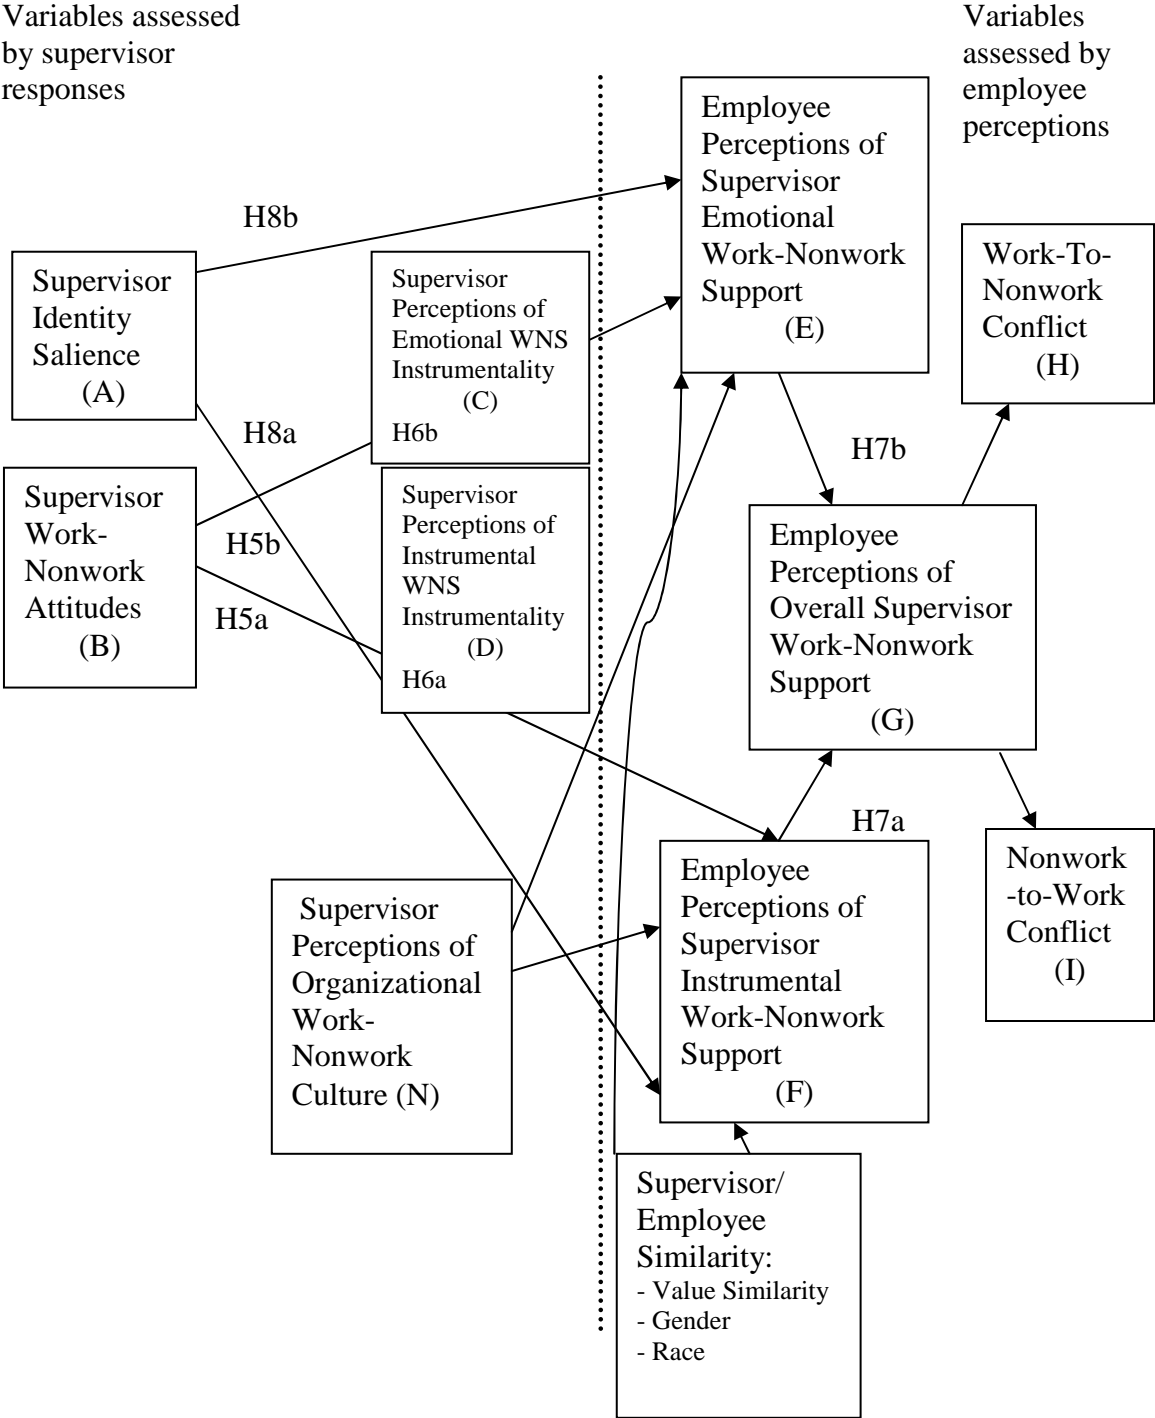 Variables assessed
by supervisor
responses
Variables
assessed by
employee
perceptions
Employee
Perceptions of
Supervisor
Emotional
Work-Nonwork
Support
(E)
H8b
Supervisor
Identity
Salience
(A)
Supervisor
Perceptions of
Emotional WNS
Instrumentality
(C)
H6b
Work-To-
Nonwork
Conflict
(H)
H8a
H7b
Supervisor
Work-
Nonwork
Attitudes
(B)
H5b
H5a
Supervisor
Perceptions of
Instrumental
WNS
Instrumentality
(D)
H6a
Employee
Perceptions of
Overall Supervisor
Work-Nonwork
Support
(G)
H7a
Supervisor
Perceptions of
Organizational
Work-
Nonwork
Culture (N)
Employee
Perceptions of
Supervisor
Instrumental
Work-Nonwork
Support
(F)
Nonwork
-to-Work
Conflict
(I)
Supervisor/
Employee
Similarity:
- Value Similarity
- Gender
- Race